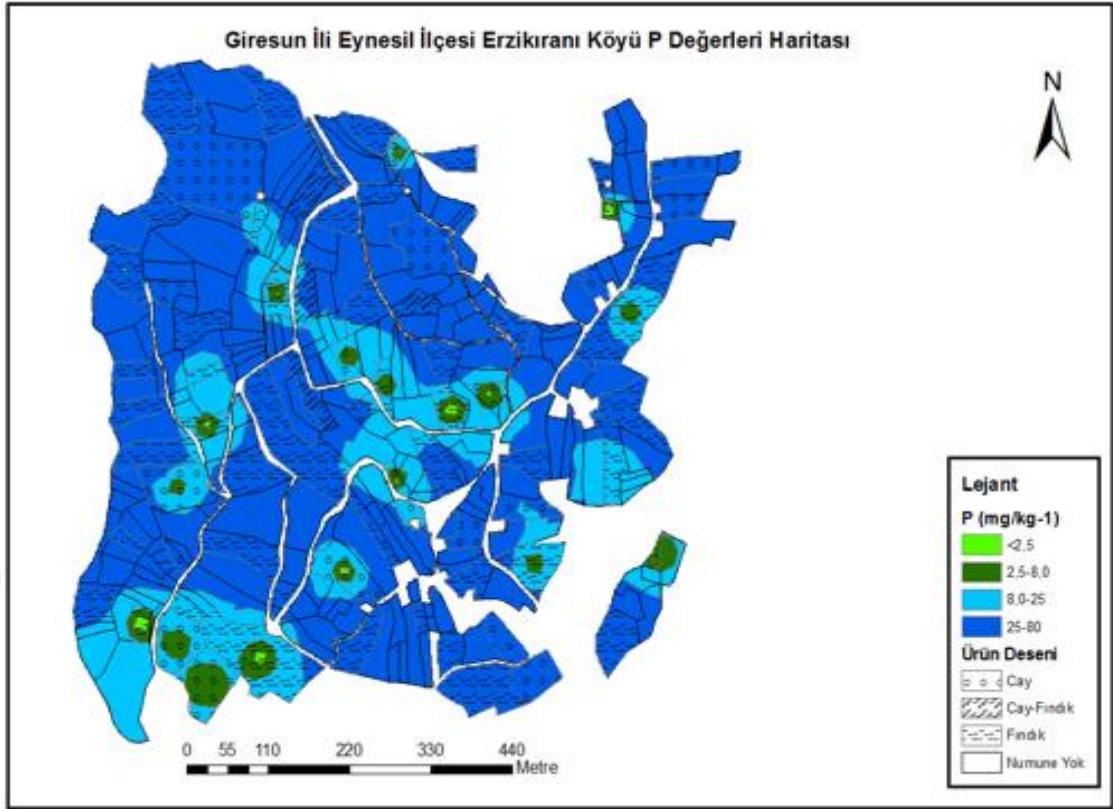 Giresun İli Eynesil İlçesi Erzikıranı Köyü P Değerleri Haritası
N
Lejant
P (mg/kg-1)
<2,5
2,5-8,0
8,0-25
25-80
Ürün Deseni
Cay
Cay-Fındık
Fındık
Numune Yok
0 55 110 220 330 440
Metre